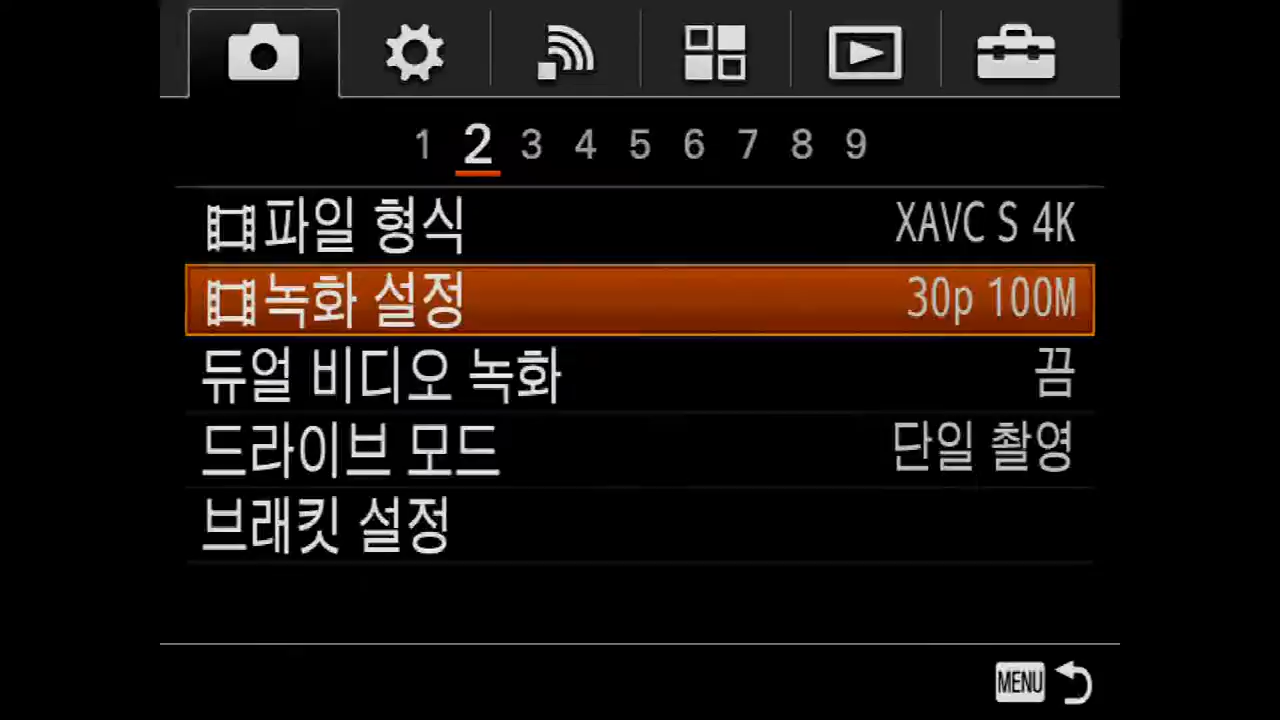 1 2 3 4 5 6 7 8 9
파일 형식 XAVC S 4K
녹화 설정 30p 100M
듀얼 비디오 녹화 끔
드라이브 모드 단일 촬영
브래킷 설정
MENU